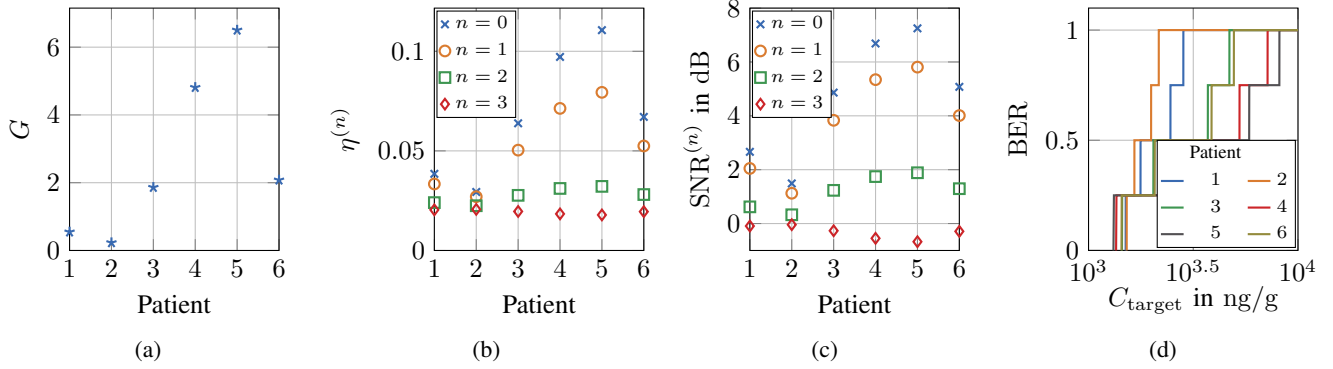 6
4
2
0
G
1 2 3 4 5 6
Patient
(a)
n = 0
n = 1
n = 2
n = 3
0.1
0.05
0
η^(n)
1 2 3 4 5 6
Patient
(b)
n = 0
n = 1
n = 2
n = 3
8
6
4
2
0
SNR^(n) in dB
1 2 3 4 5 6
Patient
(c)
1
0.5
0
BER
Patient
1 2
3 4
5 6
10^3 10^3.5 10^4
C_target in ng/g
(d)